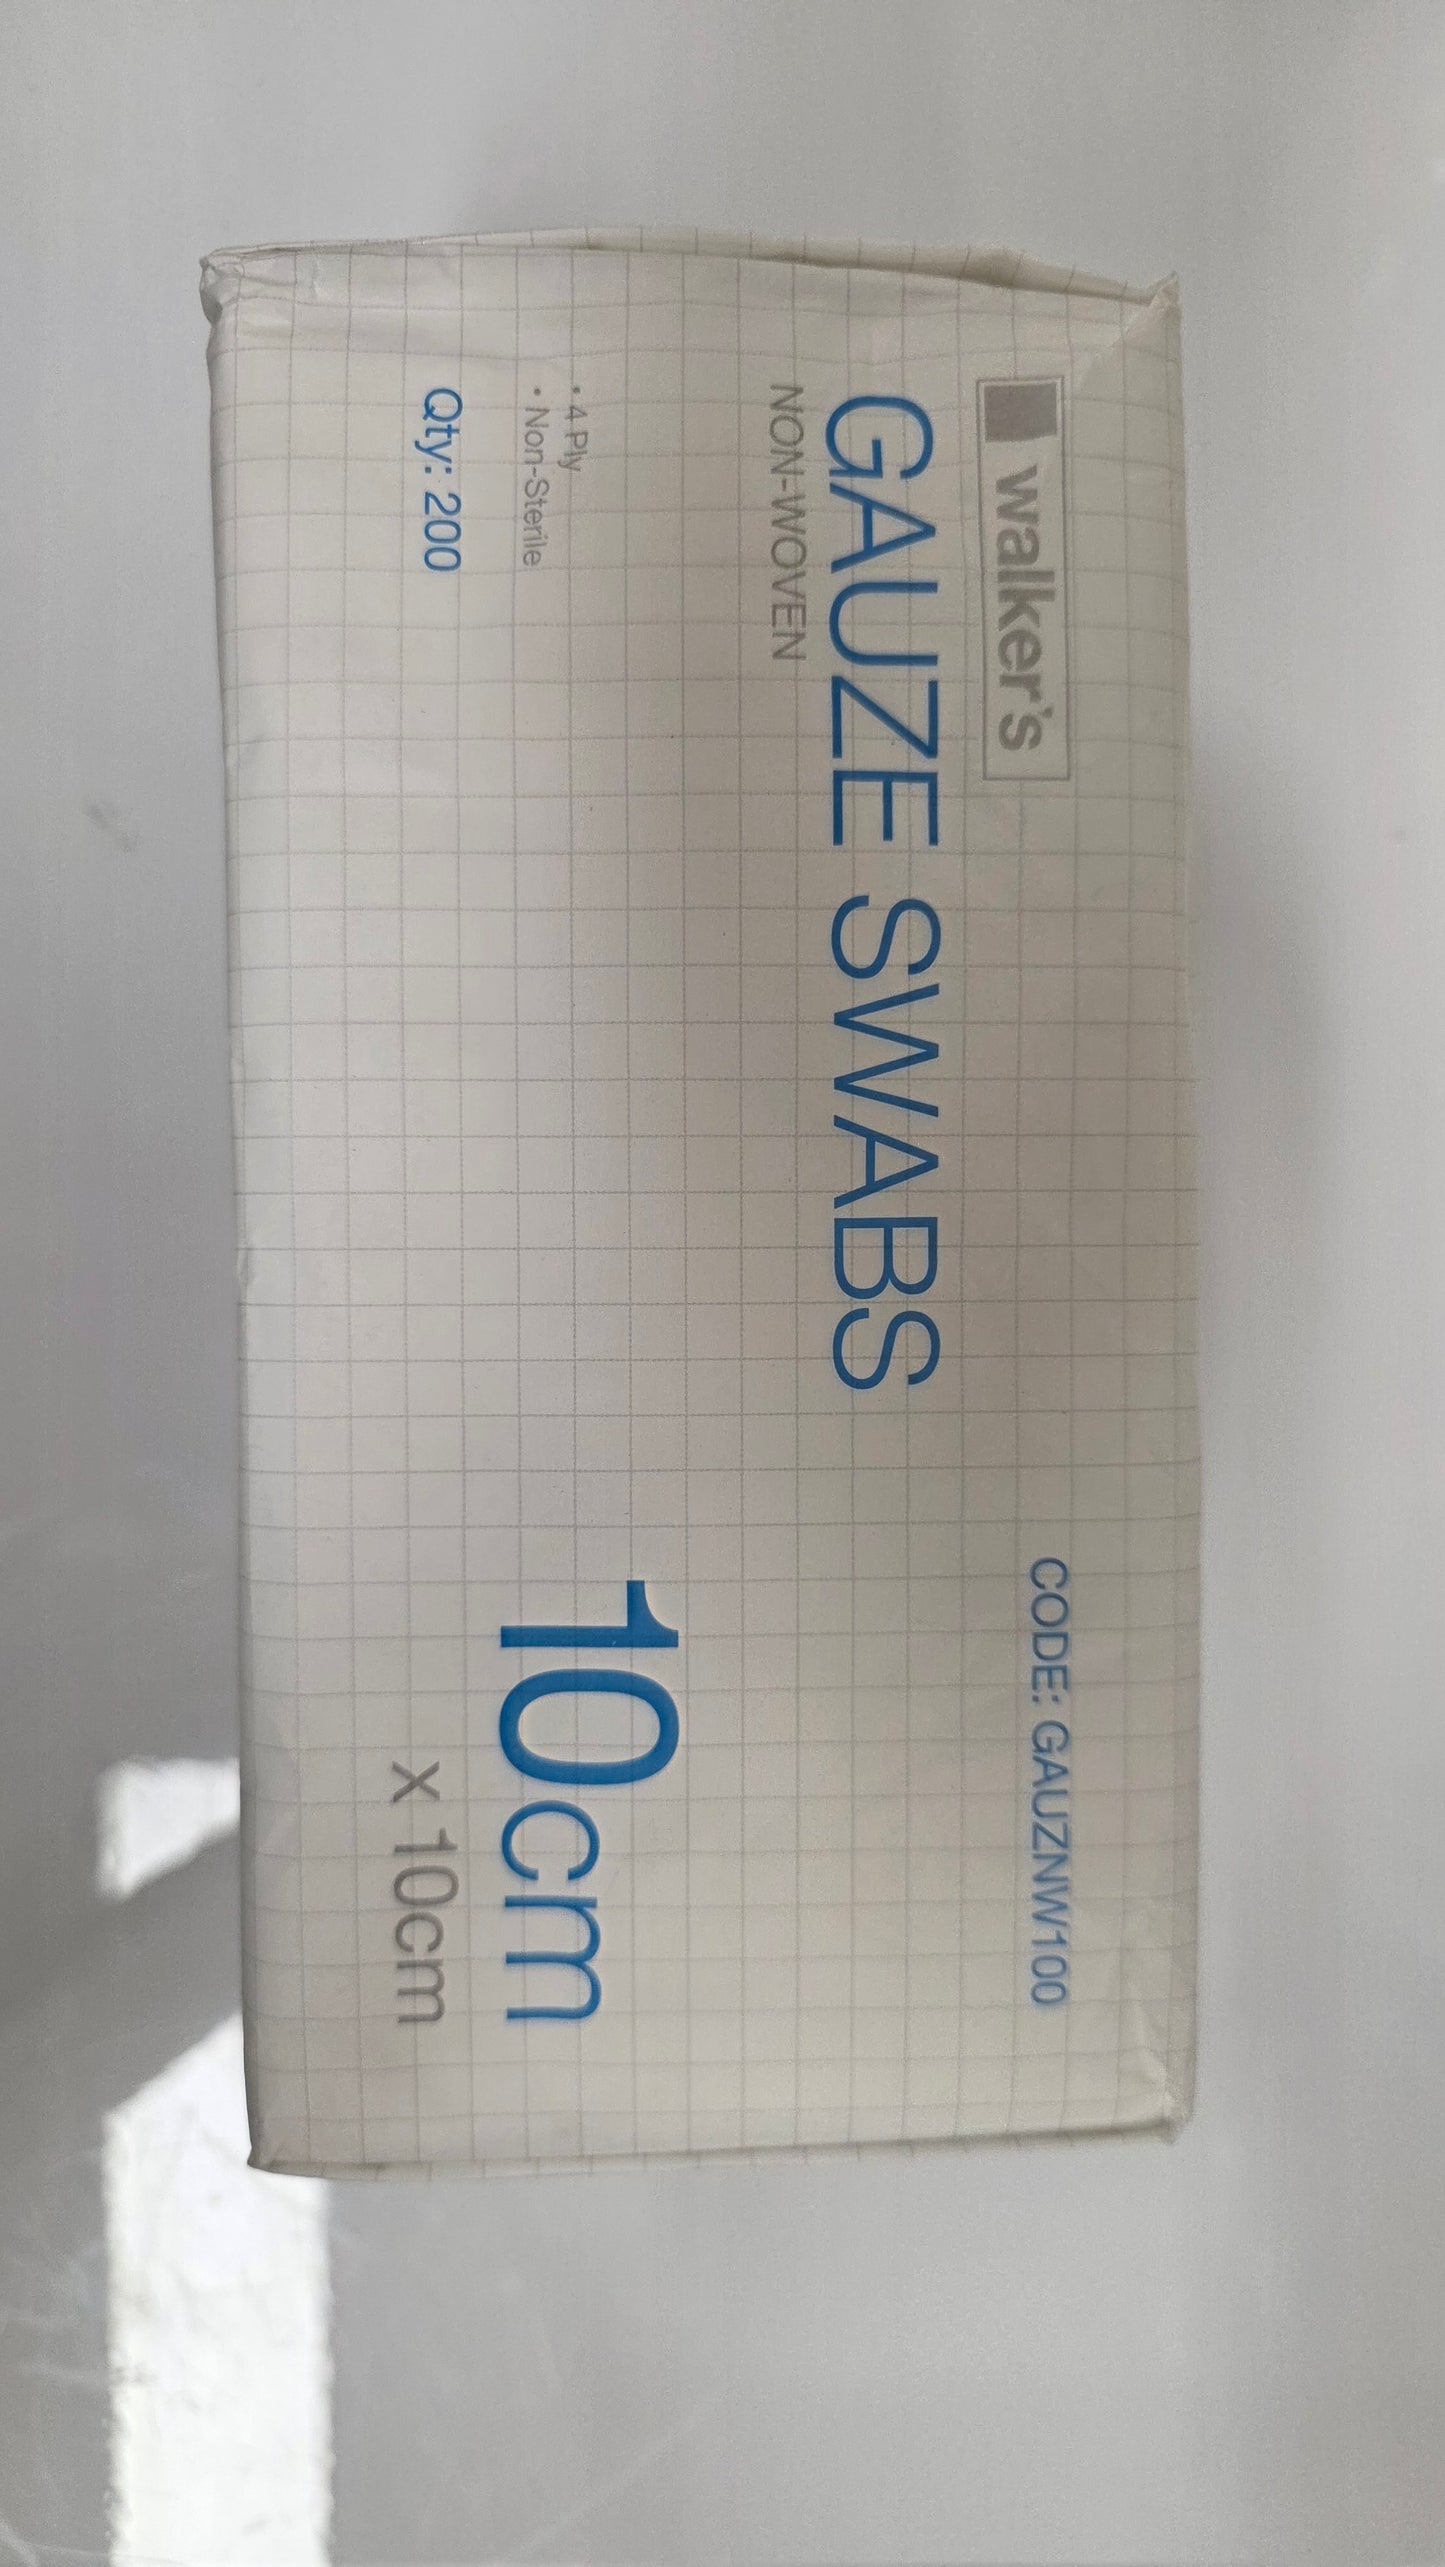 walker's
CODE: GAUZNW100
GAUZE SWABS
NON-WOVEN
• 4 Ply
• Non-Sterile
Qty: 200
10cm
x 10cm